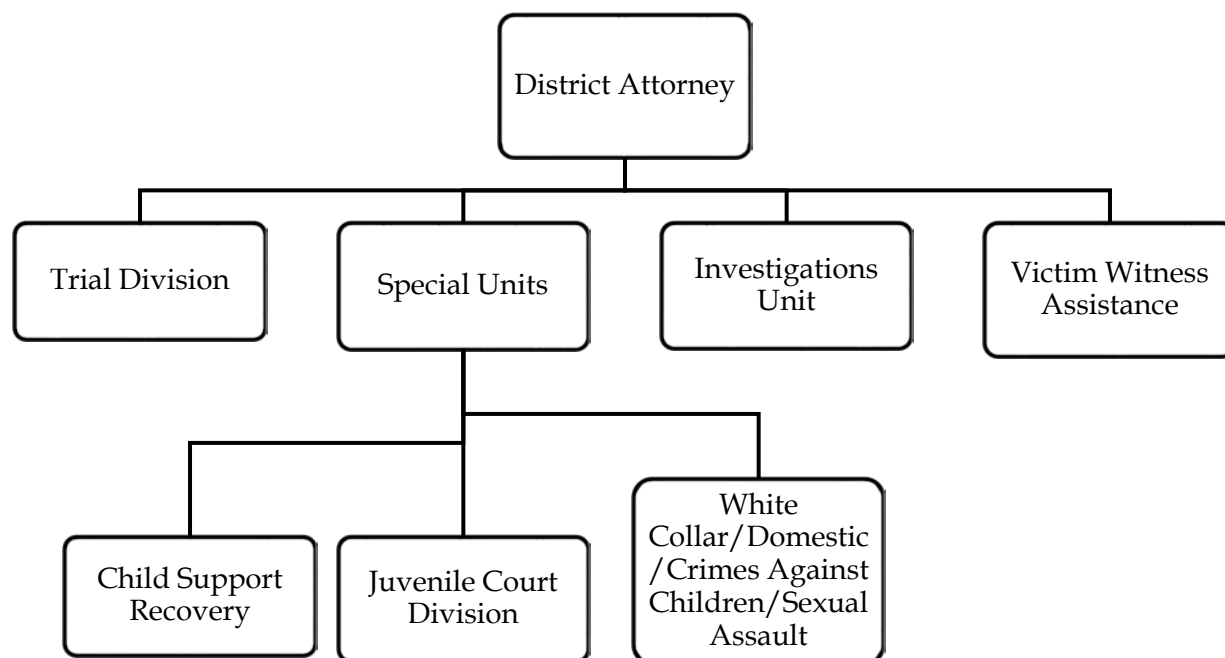 District Attorney
Trial Division
Special Units
Investigations
Unit
Victim Witness
Assistance
Child Support
Recovery
Juvenile Court
Division
White
Collar/Domestic
/Crimes Against
Children/Sexual
Assault